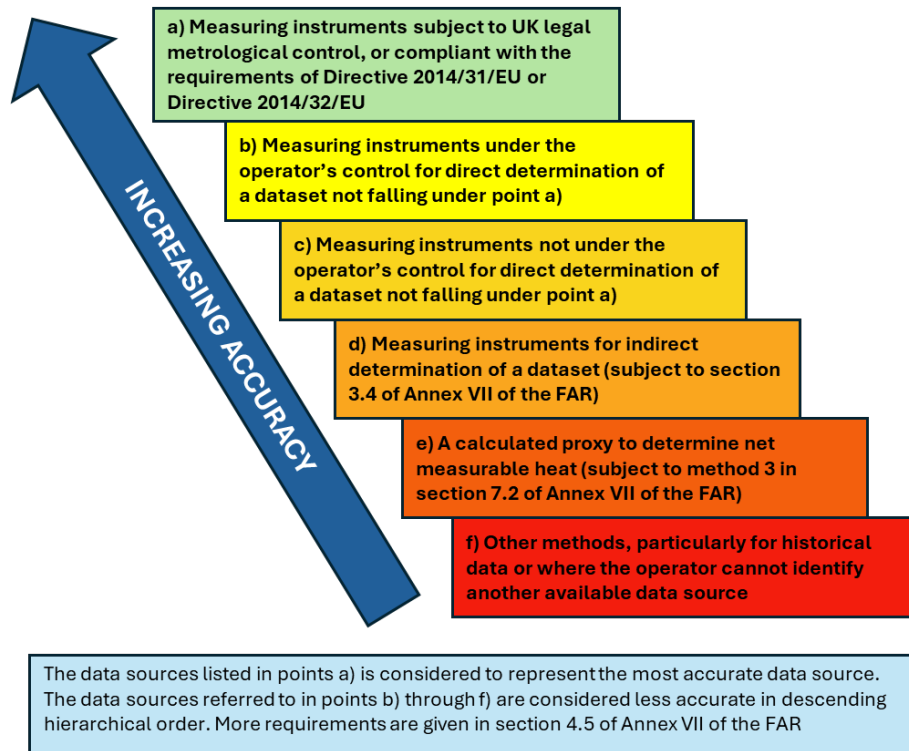 a) Measuring instruments subject to UK legal
metrological control, or compliant with the
requirements of Directive 2014/31/EU or
Directive 2014/32/EU
b) Measuring instruments under the
operator’s control for direct determination of
a dataset not falling under point a)
c) Measuring instruments not under the
operator’s control for direct determination of
a dataset not falling under point a)
d) Measuring instruments for indirect
determination of a dataset (subject to section
3.4 of Annex VII of the FAR)
e) A calculated proxy to determine net
measurable heat (subject to method 3 in
section 7.2 of Annex VII of the FAR)
f) Other methods, particularly for historical
data or where the operator cannot identify
another available data source
INCREASING ACCURACY
The data sources listed in points a) is considered to represent the most accurate data source.
The data sources referred to in points b) through f) are considered less accurate in descending
hierarchical order. More requirements are given in section 4.5 of Annex VII of the FAR